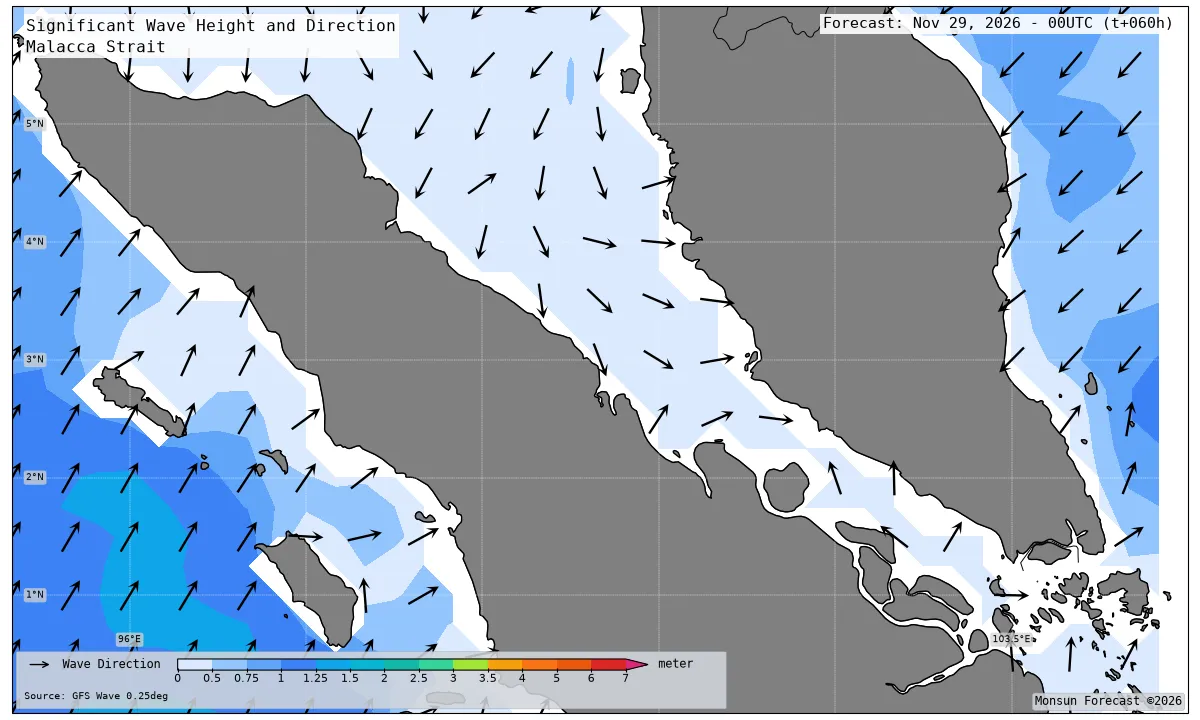 Significant Wave Height and Direction
Malacca Strait
Forecast: Nov 29, 2026 - 00UTC (t+060h)
5°N
4°N
3°N
2°N
1°N
96°E
103.5°E
Wave Direction
meter
0 0.5 0.75 1 1.25 1.5 2 2.5 3 3.5 4 5 6 7
Source: GFS Wave 0.25deg
Monsun Forecast ©2026